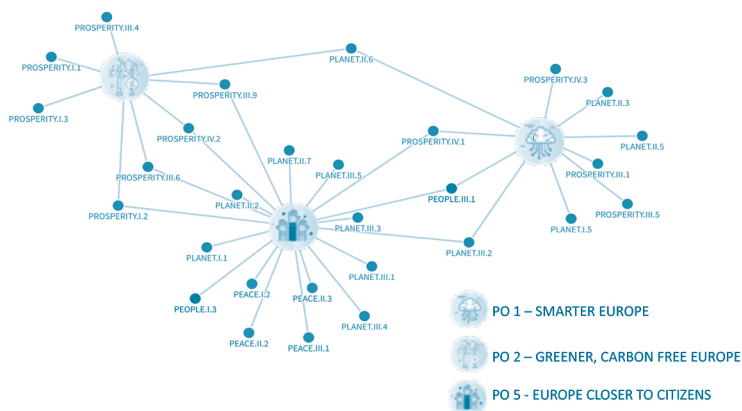 PROSPERITY.III.4
PLANET.II.6
PROSPERITY.I.1
PROSPERITY.IV.3
PROSPERITY.III.9
PLANET.II.3
PROSPERITY.I.3
PROSPERITY.IV.2
PROSPERITY.IV.1
PLANET.II.5
PLANET.II.7
PLANET.III.5
PROSPERITY.III.1
PROSPERITY.III.6
PEOPLE.III.1
PLANET.II.2
PROSPERITY.III.5
PROSPERITY.I.2
PLANET.III.3
PLANET.I.5
PLANET.I.1
PLANET.III.2
PLANET.III.1
PEACE.I.2
PEACE.II.3
PEOPLE.I.3
PLANET.III.4
PEACE.II.2
PEACE.III.1
PO 1 – SMARTER EUROPE
PO 2 – GREENER, CARBON FREE EUROPE
PO 5 - EUROPE CLOSER TO CITIZENS